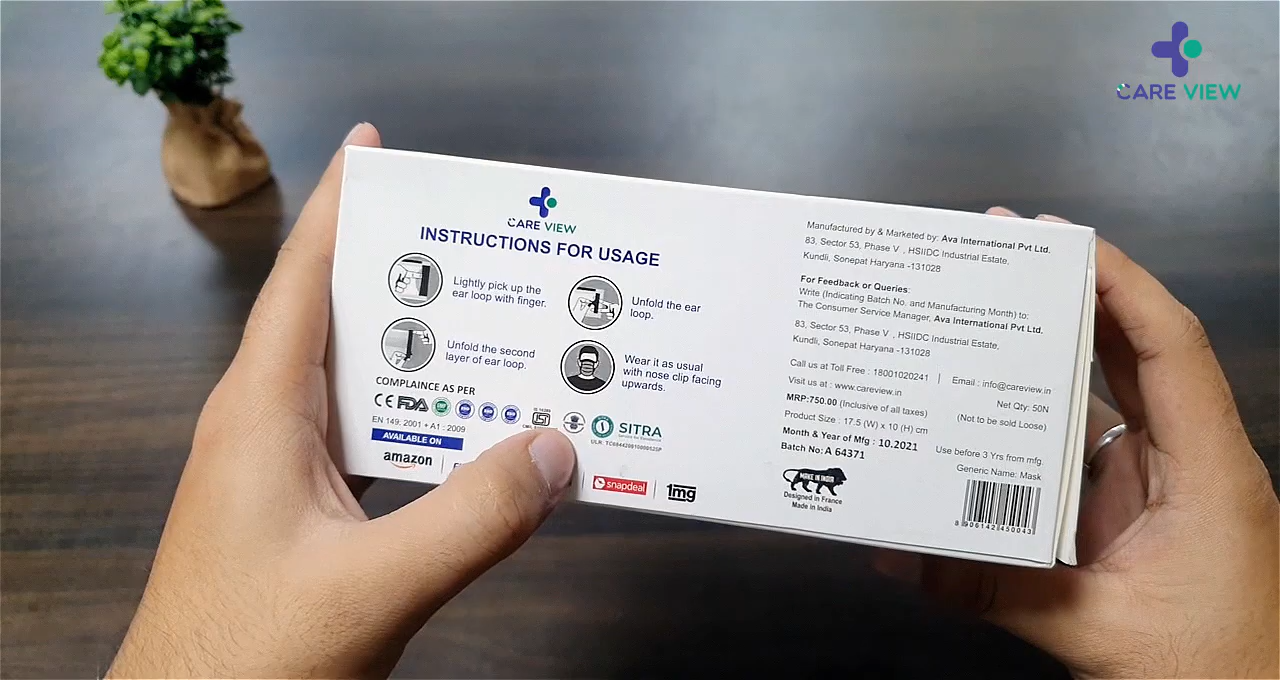 CARE VIEW
CARE VIEW
INSTRUCTIONS FOR USAGE
Lightly pick up the
ear loop with finger.
Unfold the ear
loop.
Unfold the second
layer of ear loop.
Wear it as usual
with nose clip facing
upwards.
COMPLAINCE AS PER
CE FDA
SITRA
EN 149: 2001 + A1 : 2009
AVAILABLE ON
amazon
snapdeal
1mg
Manufactured by & Marketed by: Ava International Pvt Ltd.
83, Sector 53, Phase V , HSIIDC Industrial Estate,
Kundli, Sonepat Haryana -131028
For Feedback or Queries:
Write (Indicating Batch No. and Manufacturing Month) to:
The Consumer Service Manager, Ava International Pvt Ltd.
83, Sector 53, Phase V , HSIIDC Industrial Estate,
Kundli, Sonepat Haryana -131028
Call us at Toll Free : 18001020241 | Email : info@careview.in
Visit us at : www.careview.in
Net Qty: 50N
MRP:750.00 (Inclusive of all taxes)
(Not to be sold Loose)
Product Size : 17.5 (W) x 10 (H) cm
Month & Year of Mfg : 10.2021
Use before 3 Yrs from mfg.
Batch No: A 64371
Generic Name: Mask
MAKE IN INDIA
Designed in France
Made in India
8 906142 450043